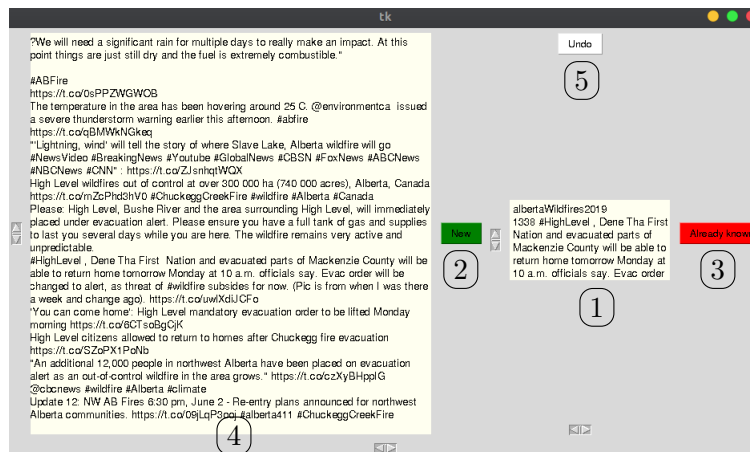 tk
?'We will need a significant rain for multiple days to really make an impact. At this
point things are just still dry and the fuel is extremely combustible."
#ABFire
https://t.co/0sPPZWGWOB
The temperature in the area has been hovering around 25 C. @environmentca issued
a severe thunderstorm warning earlier this afternoon. #abfire
https://t.co/qBMWkNGkeq
"'Lightning, wind' will tell the story of where Slave Lake, Alberta wildfire will go
#NewsVideo #BreakingNews #Youtube #GlobalNews #CBSN #FoxNews #ABCNews
#NBCNews #CNN" : https://t.co/ZJsnhqtWQX
High Level wildfires out of control at over 300 000 ha (740 000 acres), Alberta, Canada
https://t.co/mZcPhd3hV0 #ChuckeggCreekFire #wildfire #Alberta #Canada
Please: High Level, Bushe River and the area surrounding High Level, will immediately
placed under evacuation alert. Please ensure you have a full tank of gas and supplies
to last you several days while you are here. The wildfire remains very active and
unpredictable.
#HighLevel , Dene Tha First Nation and evacuated parts of Mackenzie County will be
able to return home tomorrow Monday at 10 a.m. officials say. Evac order will be
changed to alert, as threat of #wildfire subsides for now. (Pic is from when I was there
a week and change ago). https://t.co/uwlXdiJCFo
'You can come home': High Level mandatory evacuation order to be lifted Monday
morning https://t.co/6CTsoBgCjK
High Level citizens allowed to return to homes after Chuckegg fire evacuation
https://t.co/SZoPX1PoNb
"An additional 12,000 people in northwest Alberta have been placed on evacuation
alert as an out-of-control wildfire in the area grows." https://t.co/czXyBHppIG
@cbcnews #wildfire #Alberta #climate
Update 12: NW AB Fires 6:30 pm, June 2 - Re-entry plans announced for northwest
Alberta communities. https://t.co/09jLqP3coj #alberta411 #ChuckeggCreekFire
4
New
2
albertaWildfires2019
1338 #HighLevel , Dene Tha First
Nation and evacuated parts of
Mackenzie County will be able to
return home tomorrow Monday at
10 a.m. officials say. Evac order
1
Already known
3
Undo
5